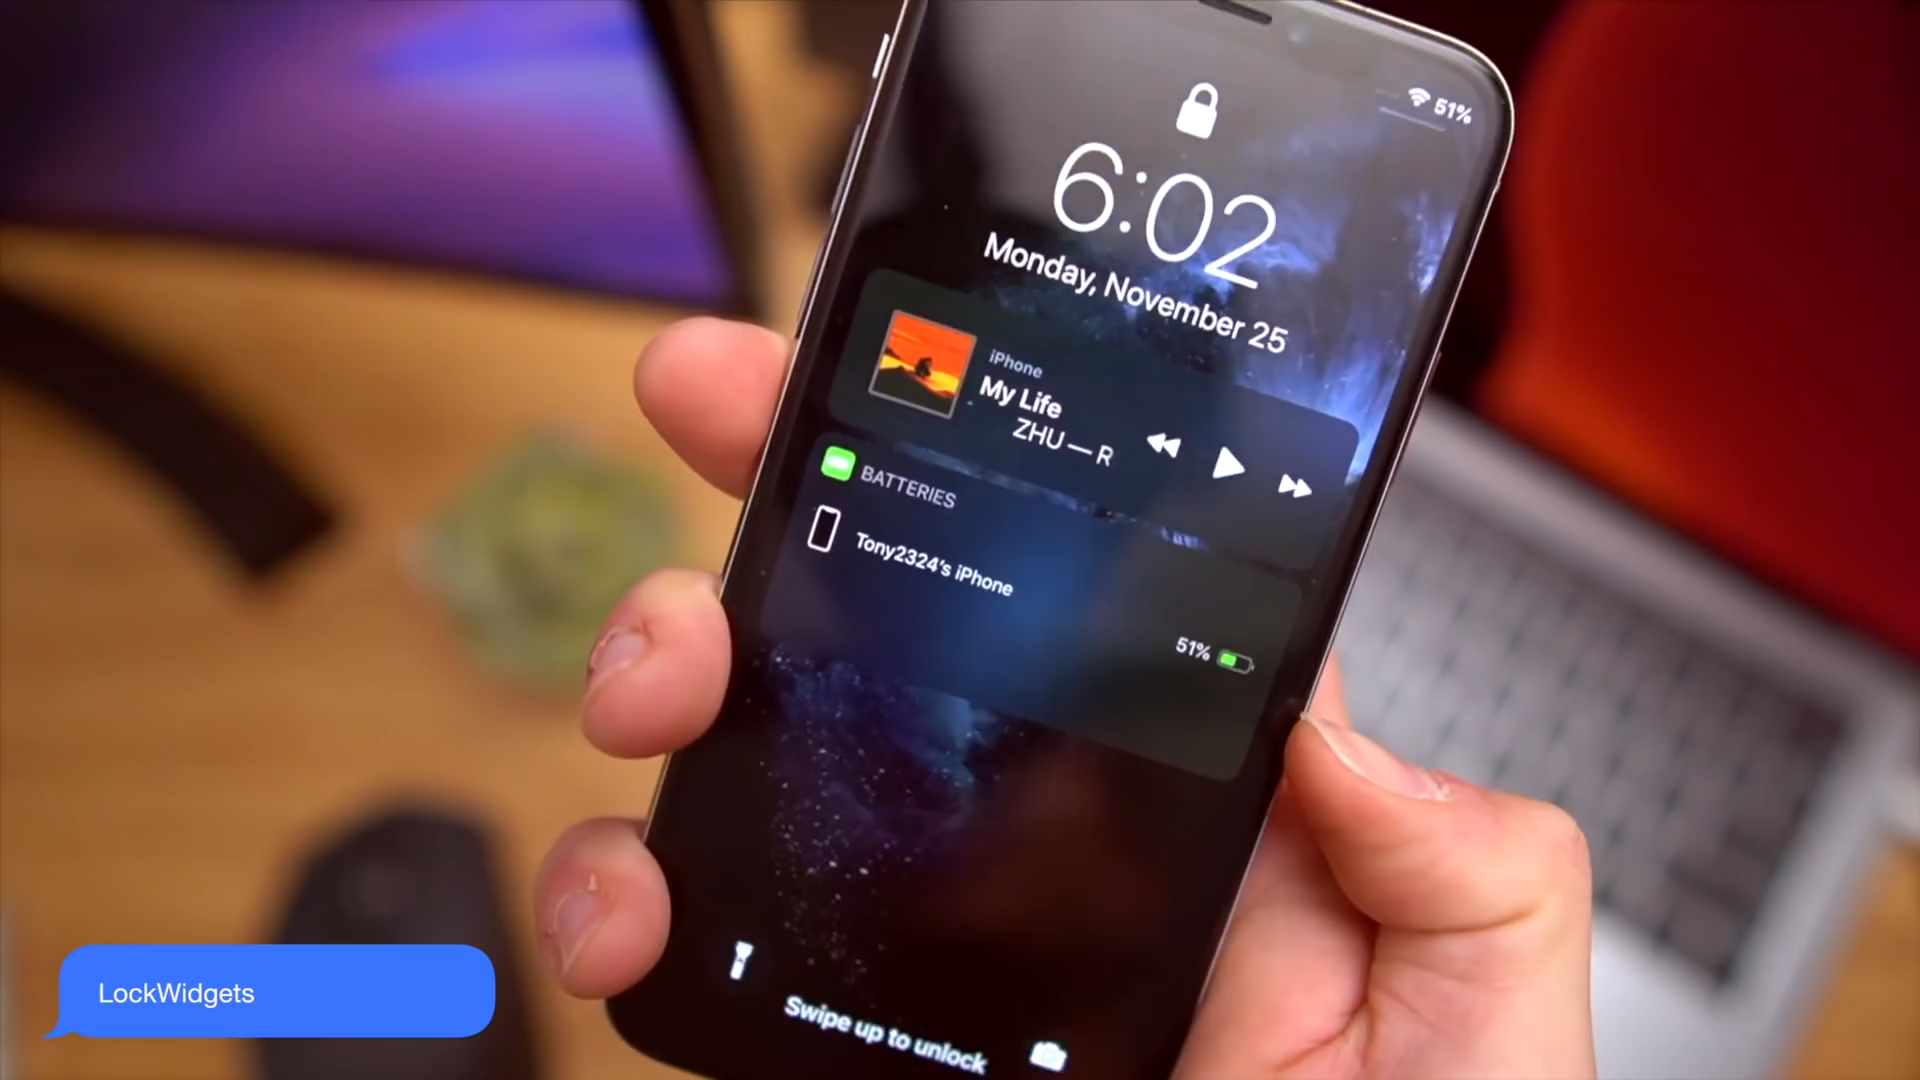 51%
6:02
Monday, November 25
iPhone
My Life
ZHU — R
BATTERIES
Tony2324's iPhone
51%
Swipe up to unlock
LockWidgets